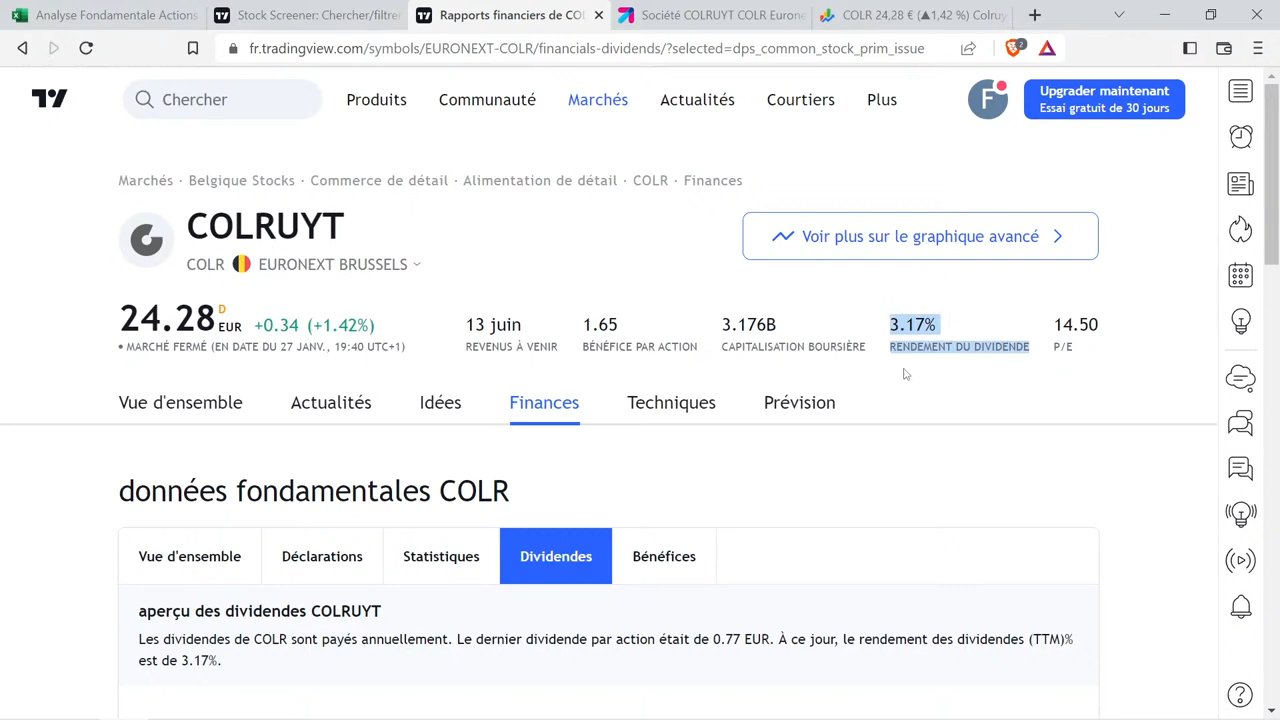 Analyse Fondamentale Actions
Stock Screener: Chercher/filtrer
Rapports financiers de COL
Société COLRUYT COLR Eurone
COLR 24,28 € (▲1,42 %) Colruy
fr.tradingview.com/symbols/EURONEXT-COLR/financials-dividends/?selected=dps_common_stock_prim_issue
2
Chercher
Produits
Communauté
Marchés
Actualités
Courtiers
Plus
F
Upgrader maintenant
Essai gratuit de 30 jours
Marchés · Belgique Stocks · Commerce de détail · Alimentation de détail · COLR · Finances
COLRUYT
COLR EURONEXT BRUSSELS
Voir plus sur le graphique avancé
24.28 D EUR +0.34 (+1.42%)
• MARCHÉ FERMÉ (EN DATE DU 27 JANV., 19:40 UTC+1)
13 juin
REVENUS À VENIR
1.65
BÉNÉFICE PAR ACTION
3.176B
CAPITALISATION BOURSIÈRE
3.17%
RENDEMENT DU DIVIDENDE
14.50
P/E
Vue d'ensemble
Actualités
Idées
Finances
Techniques
Prévision
données fondamentales COLR
Vue d'ensemble
Déclarations
Statistiques
Dividendes
Bénéfices
aperçu des dividendes COLRUYT
Les dividendes de COLR sont payés annuellement. Le dernier dividende par action était de 0.77 EUR. À ce jour, le rendement des dividendes (TTM)%
est de 3.17%.